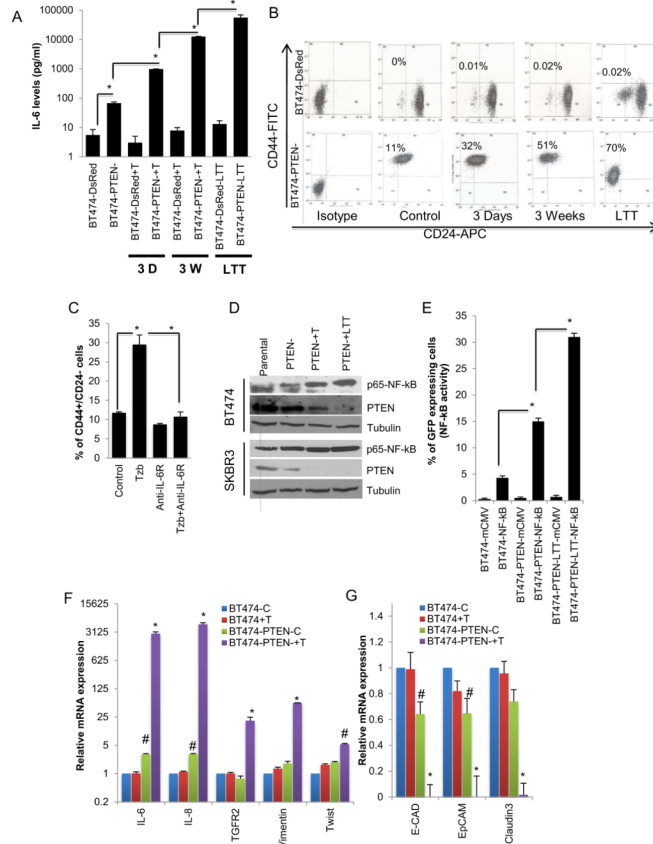 A
100000
10000
1000
100
10
1
IL-6 levels (pg/ml)
*
*
*
*
BT474-DsRed
BT474-PTEN-
BT474-DsRed+T
BT474-PTEN-+T
BT474-DsRed+T
BT474-PTEN-+T
BT474-DsRed-LTT
BT474-PTEN-LTT
3 D
3 W
LTT
B
CD44-FITC
BT474-DsRed
BT474-PTEN-
0%
0.01%
0.02%
0.02%
11%
32%
51%
70%
Isotype
Control
3 Days
3 Weeks
LTT
CD24-APC
C
% of CD44+/CD24- cells
35
30
25
20
15
10
5
0
*
*
Control
Tzb
Anti-IL-6R
Tzb+Anti-IL-6R
D
Parental
PTEN-
PTEN-+T
PTEN-+LTT
BT474
p65-NF-kB
PTEN
Tubulin
SKBR3
p65-NF-kB
PTEN
Tubulin
E
% of GFP expressing cells
(NF-kB activity)
35
30
25
20
15
10
5
0
*
*
*
BT474-mCMV
BT474-NF-kB
BT474-PTEN-mCMV
BT474-PTEN-NF-kB
BT474-PTEN-LTT-mCMV
BT474-PTEN-LTT-NF-kB
F
Relative mRNA expression
15625
3125
625
125
25
5
1
0.2
BT474-C
BT474+T
BT474-PTEN-C
BT474-PTEN-+T
#
*
#
*
*
*
#
IL-6
IL-8
TGFR2
Vimentin
Twist
G
Relative mRNA expression
1.4
1.2
1
0.8
0.6
0.4
0.2
0
BT474-C
BT474+T
BT474-PTEN-C
BT474-PTEN-+T
#
*
#
*
*
E-CAD
EpCAM
Claudin3